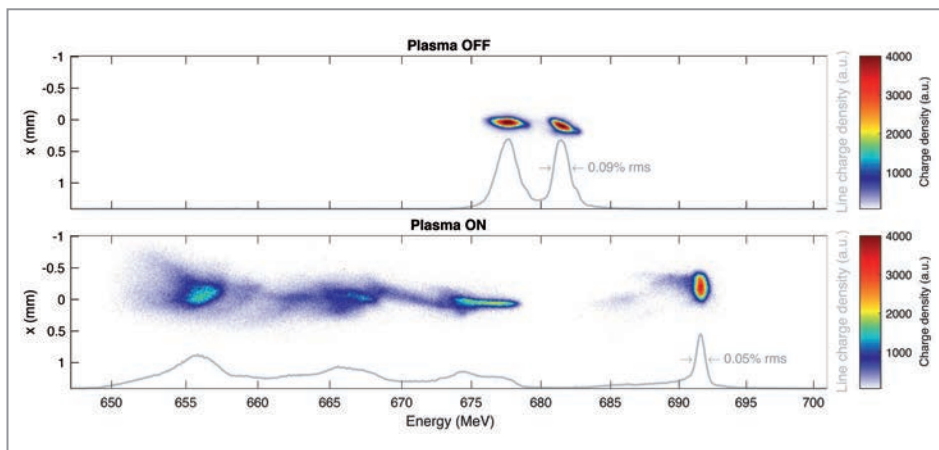 Plasma OFF
-1
-0.5
0
0.5
1
x (mm)
0.09% rms
Line charge density (a.u.)
4000
3000
2000
1000
Charge density (a.u.)
Plasma ON
-1
-0.5
0
0.5
1
x (mm)
0.05% rms
Line charge density (a.u.)
4000
3000
2000
1000
Charge density (a.u.)
650 655 660 665 670 675 680 685 690 695 700
Energy (MeV)